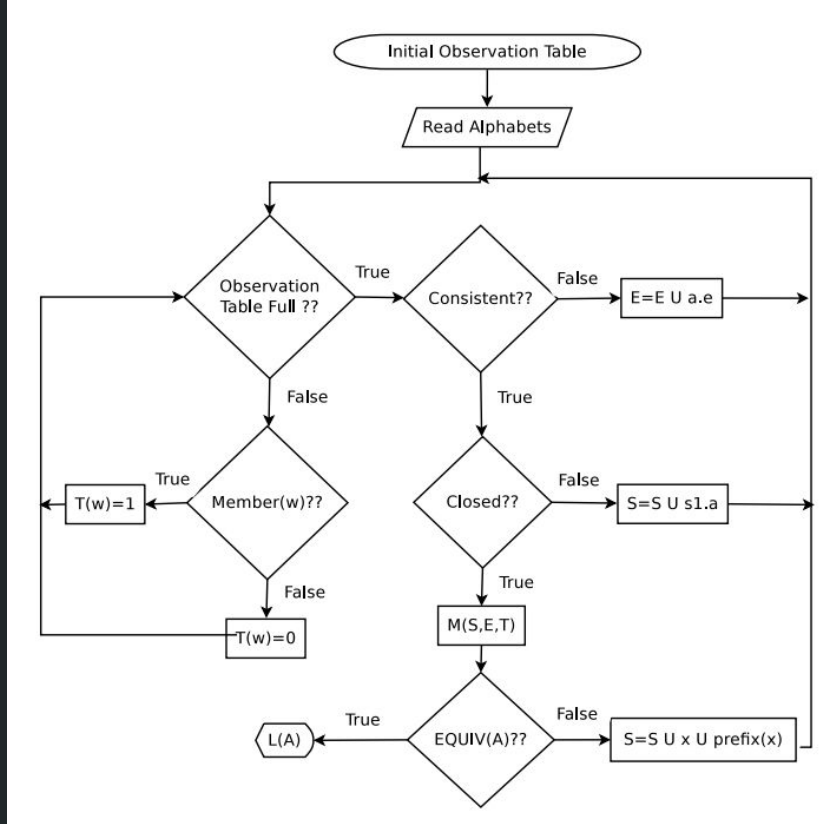 Initial Observation Table
Read Alphabets
Observation
Table Full ??
True
Consistent??
False
E=E U a.e
False
True
Member(w)??
True
T(w)=1
False
T(w)=0
Closed??
False
S=S U s1.a
True
M(S,E,T)
EQUIV(A)??
True
L(A)
False
S=S U x U prefix(x)